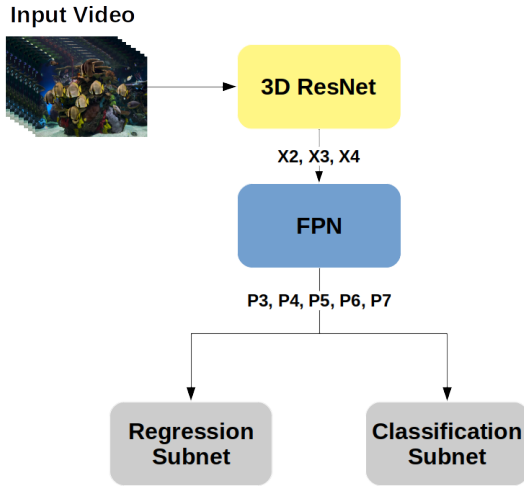 Input Video
3D ResNet
X2, X3, X4
FPN
P3, P4, P5, P6, P7
Regression
Subnet
Classification
Subnet